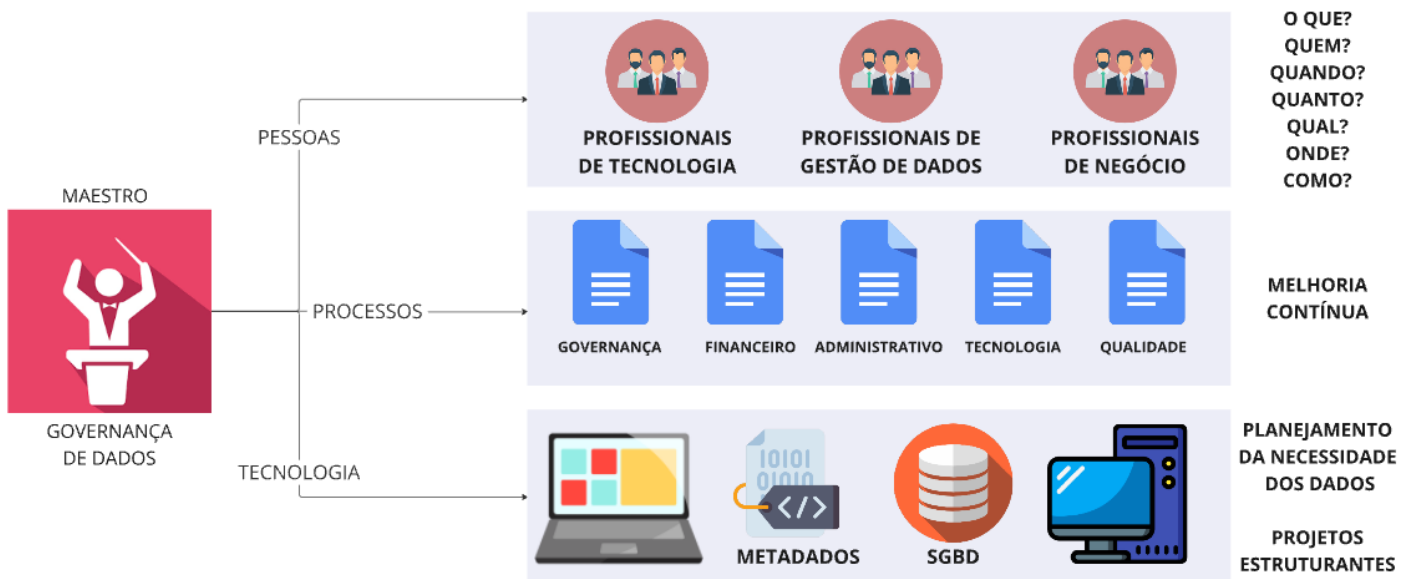 MAESTRO
GOVERNANÇA
DE DADOS
PESSOAS
PROCESSOS
TECNOLOGIA
PROFISSIONAIS
DE TECNOLOGIA
PROFISSIONAIS DE
GESTÃO DE DADOS
PROFISSIONAIS
DE NEGÓCIO
O QUE?
QUEM?
QUANDO?
QUANTO?
QUAL?
ONDE?
COMO?
GOVERNANÇA
FINANCEIRO
ADMINISTRATIVO
TECNOLOGIA
QUALIDADE
MELHORIA
CONTÍNUA
10101
01010
</>
METADADOS
SGBD
PLANEJAMENTO
DA NECESSIDADE
DOS DADOS
PROJETOS
ESTRUTURANTES